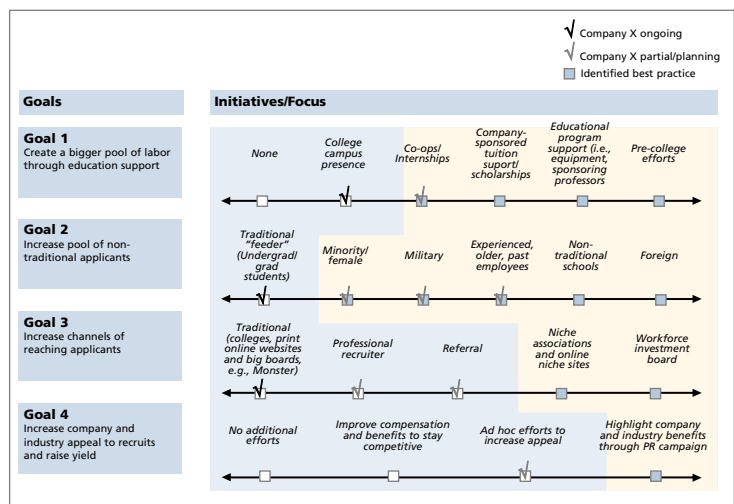 Company X ongoing
Company X partial/planning
Identified best practice
Goals
Initiatives/Focus
Goal 1
Create a bigger pool of labor
through education support
None
College
campus
presence
Co-ops/
Internships
Company-
sponsored
tuition
suport/
scholarships
Educational
program
support (i.e.,
equipment,
sponsoring
professors
Pre-college
efforts
Goal 2
Increase pool of non-
traditional applicants
Traditional
"feeder"
(Undergrad/
grad
students)
Minority/
female
Military
Experienced,
older, past
employees
Non-
traditional
schools
Foreign
Goal 3
Increase channels of
reaching applicants
Traditional
(colleges, print
online websites
and big boards,
e.g., Monster)
Professional
recruiter
Referral
Niche
associations
and online
niche sites
Workforce
investment
board
Goal 4
Increase company and
industry appeal to recruits
and raise yield
No additional
efforts
Improve compensation
and benefits to stay
competitive
Ad hoc efforts to
increase appeal
Highlight company
and industry benefits
through PR campaign